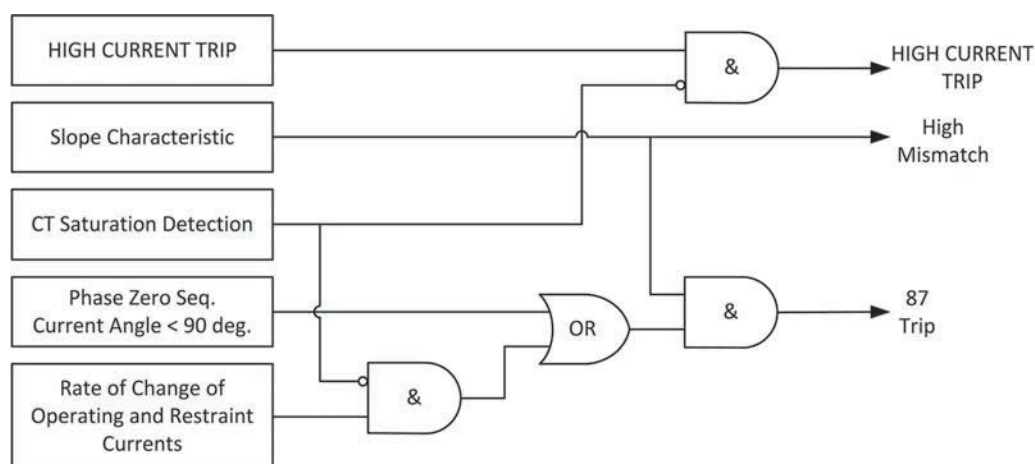 HIGH CURRENT TRIP
&
HIGH CURRENT
TRIP
Slope Characteristic
High
Mismatch
CT Saturation Detection
Phase Zero Seq.
Current Angle < 90 deg.
OR
&
87
Trip
Rate of Change of
Operating and Restraint
Currents
&